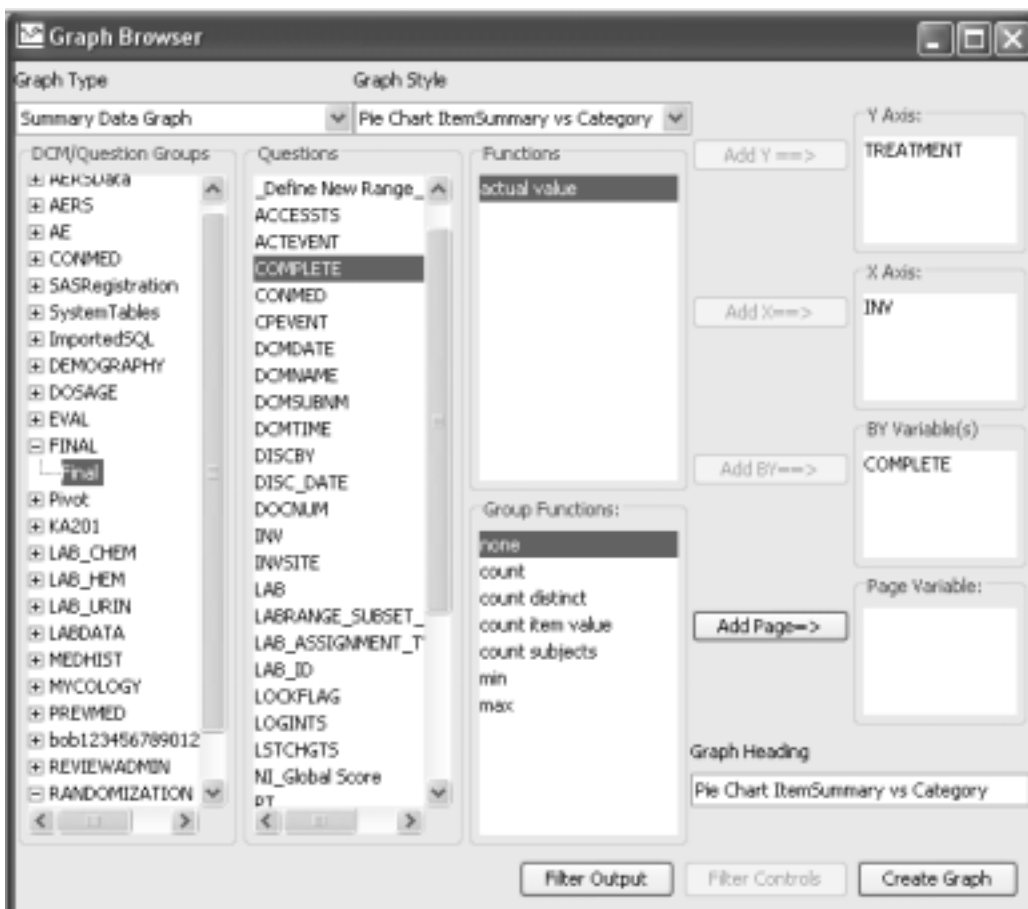 Graph Browser
Graph Type
Graph Style
Summary Data Graph
Pie Chart ItemSummary vs Category
DCM/Question Groups
AERSData
AERS
AE
CONMED
SASRegistration
SystemTables
ImportedSQL
DEMOGRAPHY
DOSAGE
EVAL
FINAL
Final
Pivot
KA201
LAB_CHEM
LAB_HEM
LAB_URIN
LABDATA
MEDHIST
MYCOLOGY
PREVMED
bob123456789012
REVIEWADMIN
RANDOMIZATION
Questions
_Define New Range_
ACCESSTS
ACTEVENT
COMPLETE
CONMED
CPEVENT
DCMDATE
DCMNAME
DCMSUBNM
DCMTIME
DISCBY
DISC_DATE
DOCNUM
INV
INVSITE
LAB
LABRANGE_SUBSET_
LAB_ASSIGNMENT_T
LAB_ID
LOCKFLAG
LOGINTS
LSTCHGTS
NI_Global Score
PT
Functions
actual value
Group Functions:
none
count
count distinct
count item value
count subjects
min
max
Add Y ==>
Add X==>
Add BY==>
Add Page=>
Y Axis:
TREATMENT
X Axis:
INV
BY Variable(s)
COMPLETE
Page Variable:
Graph Heading
Pie Chart ItemSummary vs Category
Filter Output
Filter Controls
Create Graph